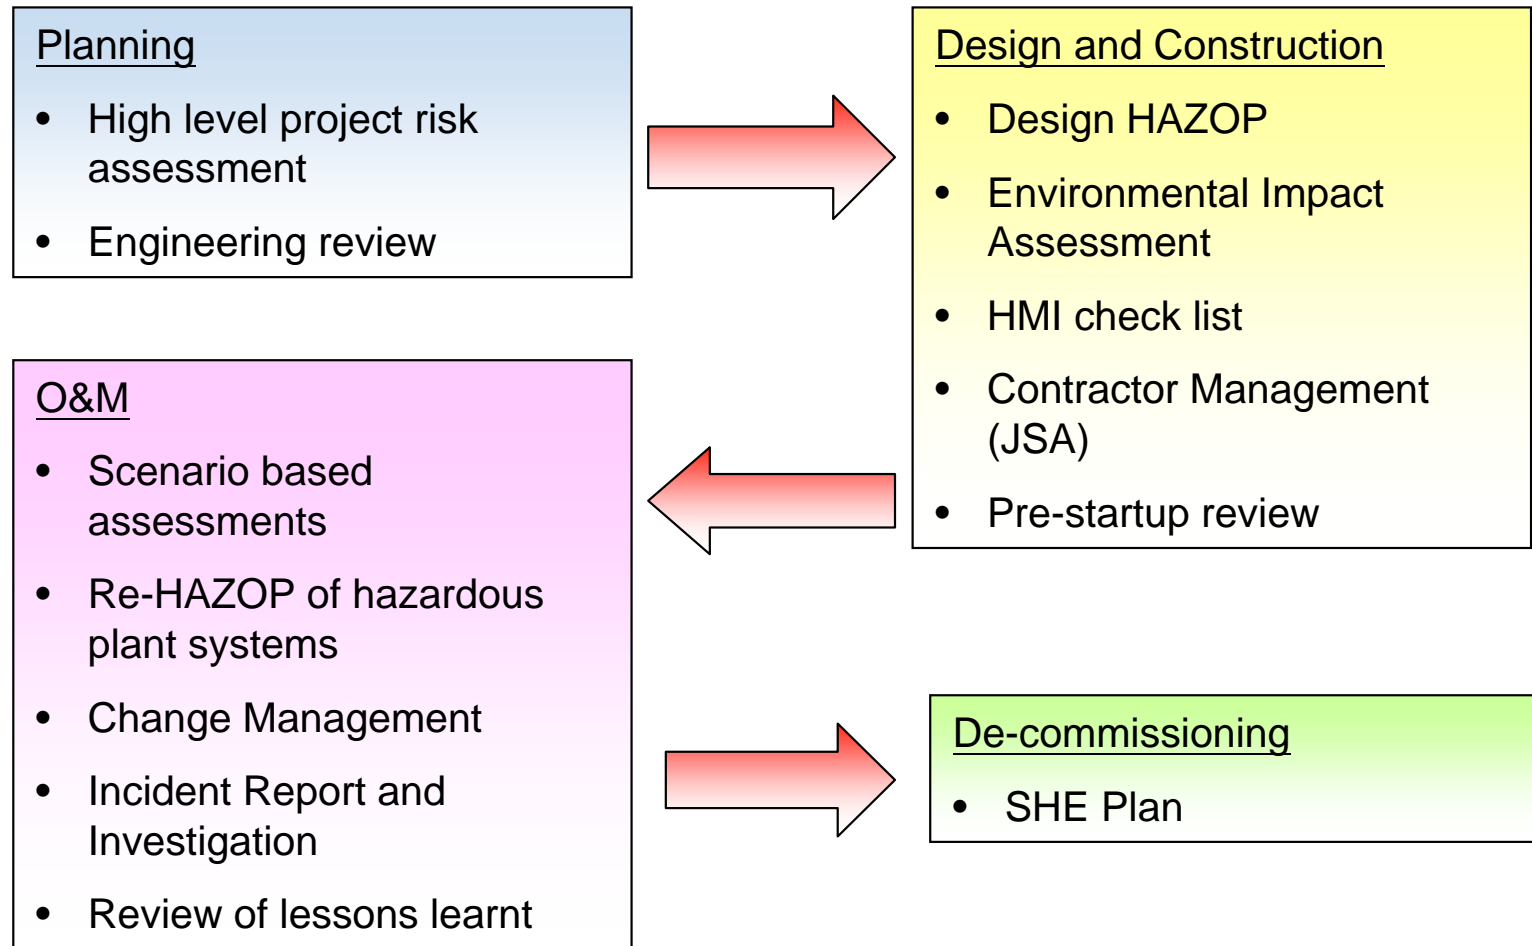 Planning
• High level project risk
assessment
• Engineering review
Design and Construction
• Design HAZOP
• Environmental Impact
Assessment
• HMI check list
• Contractor Management
(JSA)
• Pre-startup review
O&M
• Scenario based
assessments
• Re-HAZOP of hazardous
plant systems
• Change Management
• Incident Report and
Investigation
• Review of lessons learnt
De-commissioning
• SHE Plan